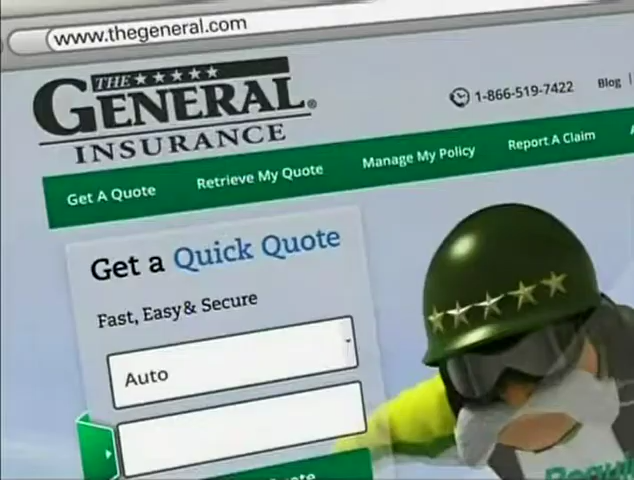 www.thegeneral.com
THE
GENERAL®
INSURANCE
1-866-519-7422
Blog |
Get A Quote
Retrieve My Quote
Manage My Policy
Report A Claim
Get a Quick Quote
Fast, Easy & Secure
Auto